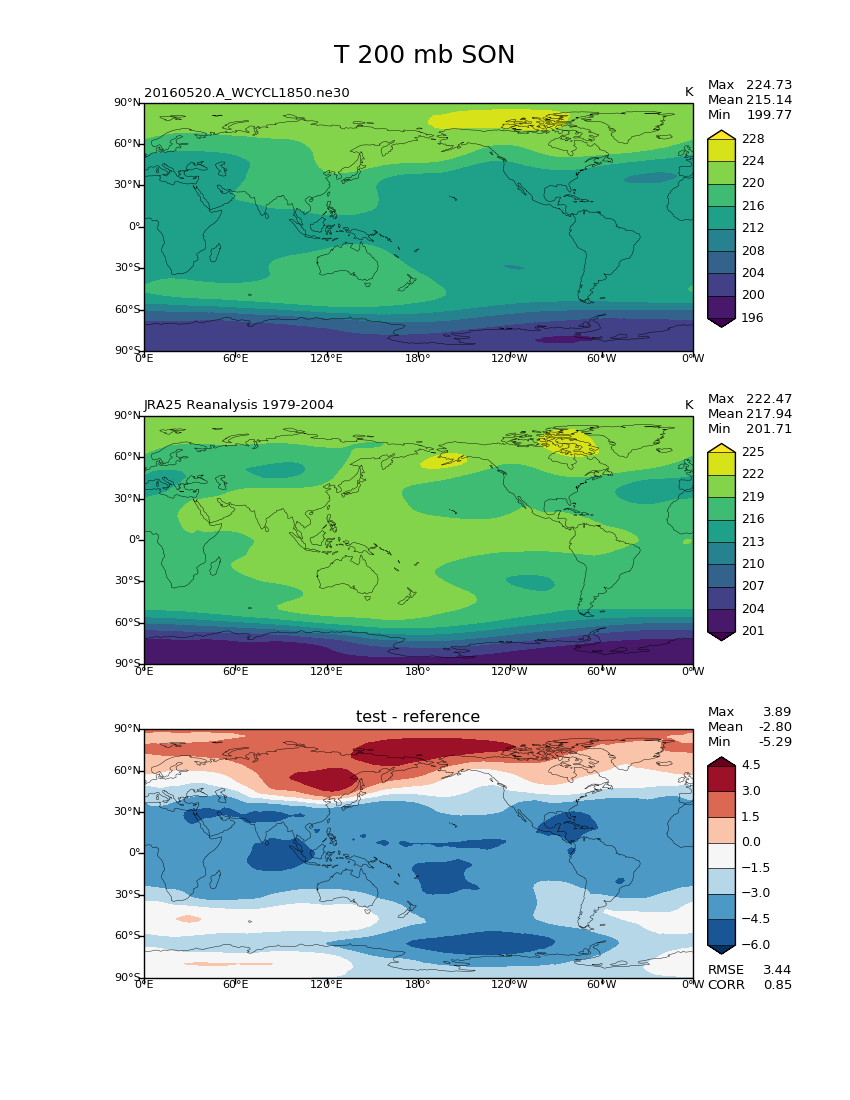 T 200 mb SON
20160520.A_WCYCL1850.ne30
K
Max 224.73
Mean 215.14
Min 199.77
90°N
60°N
30°N
0°
30°S
60°S
90°S
0°E 60°E 120°E 180° 120°W 60°W 0°W
228
224
220
216
212
208
204
200
196
JRA25 Reanalysis 1979-2004
K
Max 222.47
Mean 217.94
Min 201.71
90°N
60°N
30°N
0°
30°S
60°S
90°S
0°E 60°E 120°E 180° 120°W 60°W 0°W
225
222
219
216
213
210
207
204
201
test - reference
Max 3.89
Mean -2.80
Min -5.29
90°N
60°N
30°N
0°
30°S
60°S
90°S
0°E 60°E 120°E 180° 120°W 60°W 0°W
4.5
3.0
1.5
0.0
−1.5
−3.0
−4.5
−6.0
RMSE 3.44
CORR 0.85